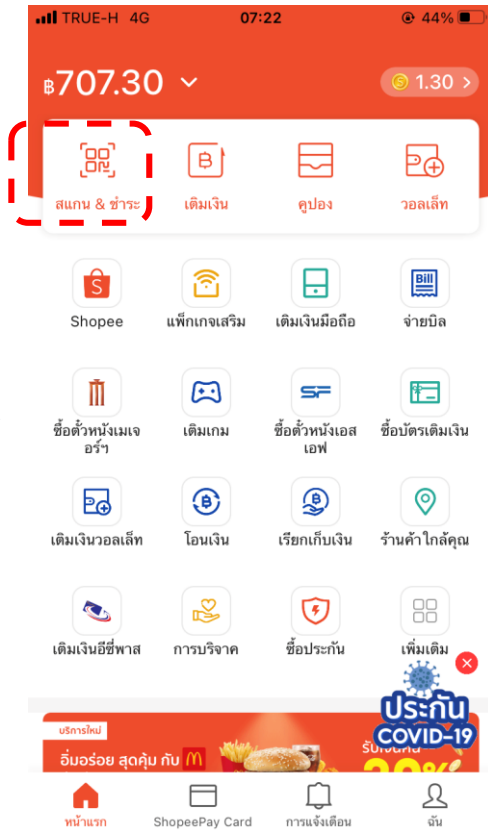 TRUE-H 4G 07:22 44%
฿707.30 1.30
สแกน & ชำระ เติมเงิน คูปอง วอลเล็ท
Shopee แพ็กเกจเสริม เติมเงินมือถือ จ่ายบิล
Bill
ซื้อตั๋วหนังเมเจ เติมเกม ซื้อตั๋วหนังเอส ซื้อบัตรเติมเงิน
อร์ฯ เอฟ
SF
เติมเงินวอลเล็ท โอนเงิน เรียกเก็บเงิน ร้านค้าใกล้คุณ
เติมเงินอีซี่พาส การบริจาค ซื้อประกัน เพิ่มเติม
ประกัน
COVID-19
บริการใหม่
อิ่มอร่อย สุดคุ้ม กับ
หน้าแรก ShopeePay Card การแจ้งเตือน ฉัน